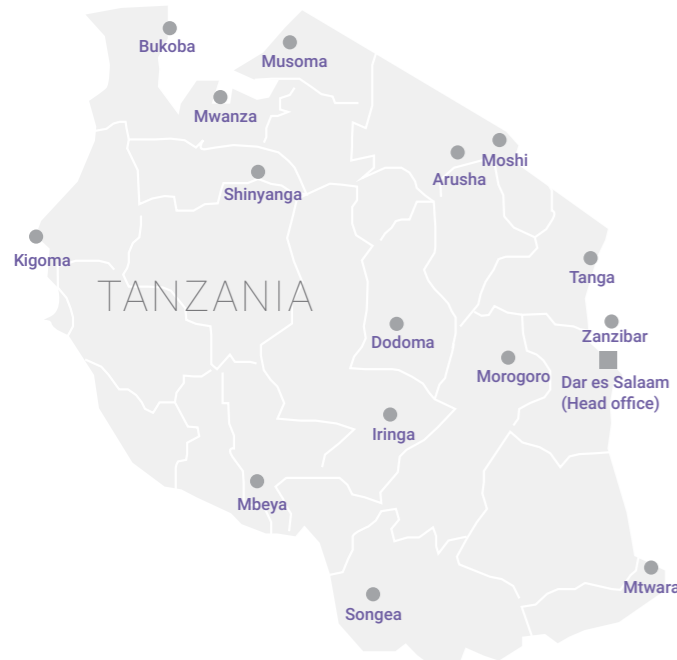 Bukoba
Musoma
Mwanza
Moshi
Arusha
Shinyanga
Kigoma
Tanga
TANZANIA
Zanzibar
Dodoma
Morogoro
Dar es Salaam
(Head office)
Iringa
Mbeya
Mtwara
Songea